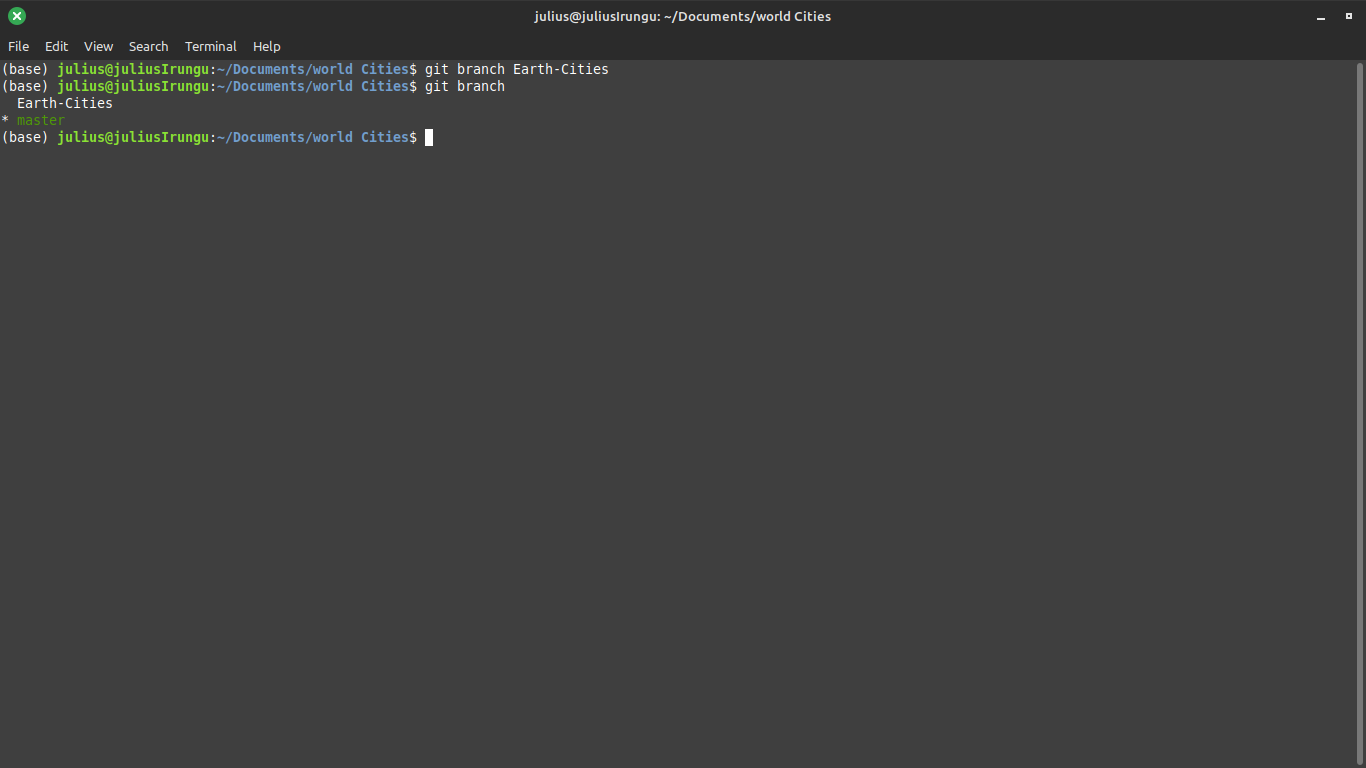 julius@juliusIrungu: ~/Documents/world Cities
File Edit View Search Terminal Help
(base) julius@juliusIrungu:~/Documents/world Cities$ git branch Earth-Cities
(base) julius@juliusIrungu:~/Documents/world Cities$ git branch
  Earth-Cities
* master
(base) julius@juliusIrungu:~/Documents/world Cities$